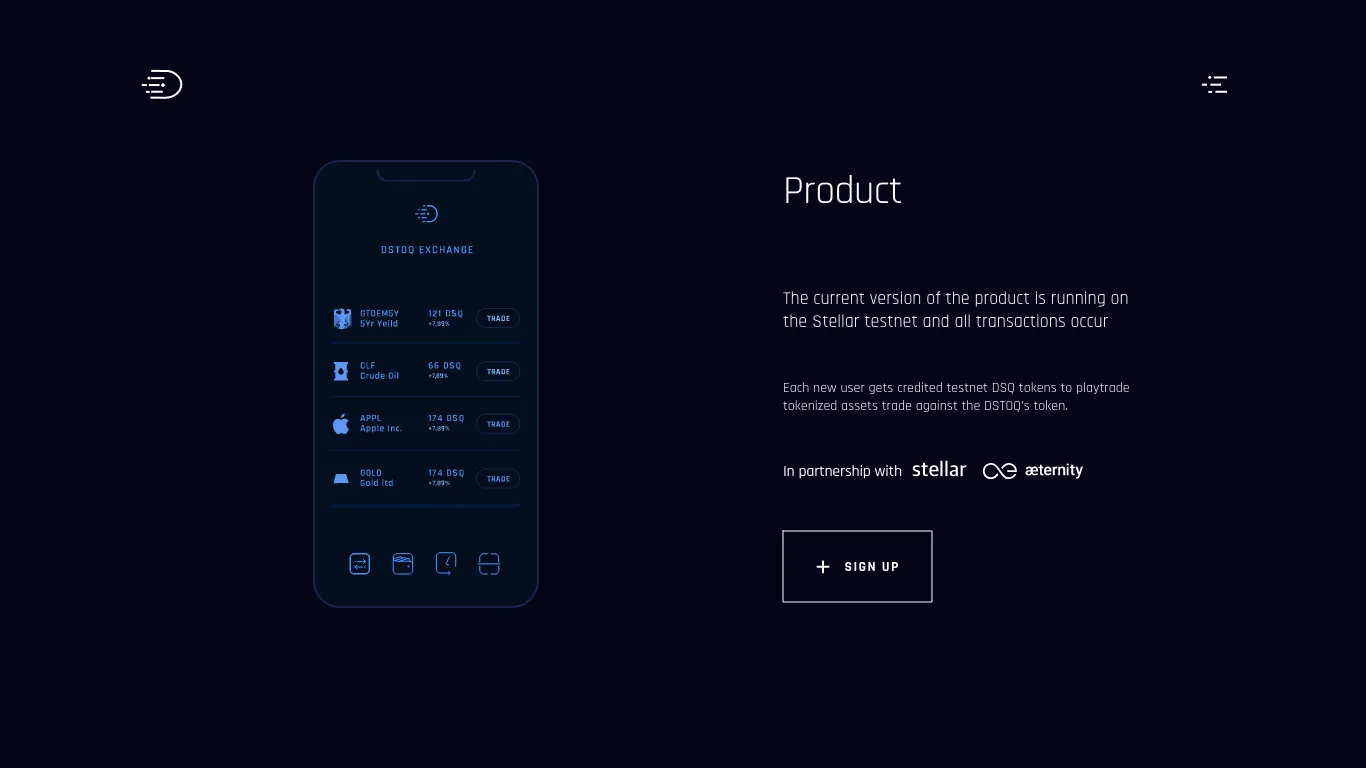 DSTOQ EXCHANGE
GTDEM5Y 121 DSQ TRADE
5Yr Yeild +7,89%
CLF 66 DSQ TRADE
Crude Oil +7,89%
APPL 174 DSQ TRADE
Apple Inc. +7,89%
GOLD 174 DSQ TRADE
Gold ltd +7,89%
Product
The current version of the product is running on
the Stellar testnet and all transactions occur
Each new user gets credited testnet DSQ tokens to playtrade
tokenized assets trade against the DSTOQ's token.
In partnership with stellar æternity
+ SIGN UP